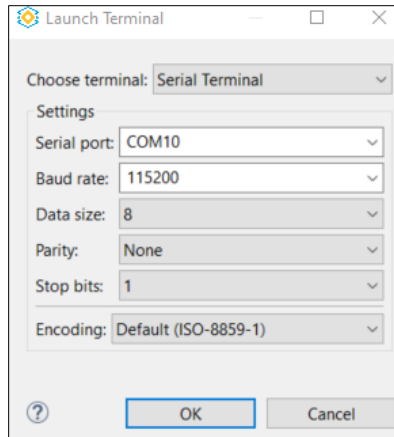 Launch Terminal
Choose terminal: Serial Terminal
Settings
Serial port: COM10
Baud rate: 115200
Data size: 8
Parity: None
Stop bits: 1
Encoding: Default (ISO-8859-1)
? OK Cancel